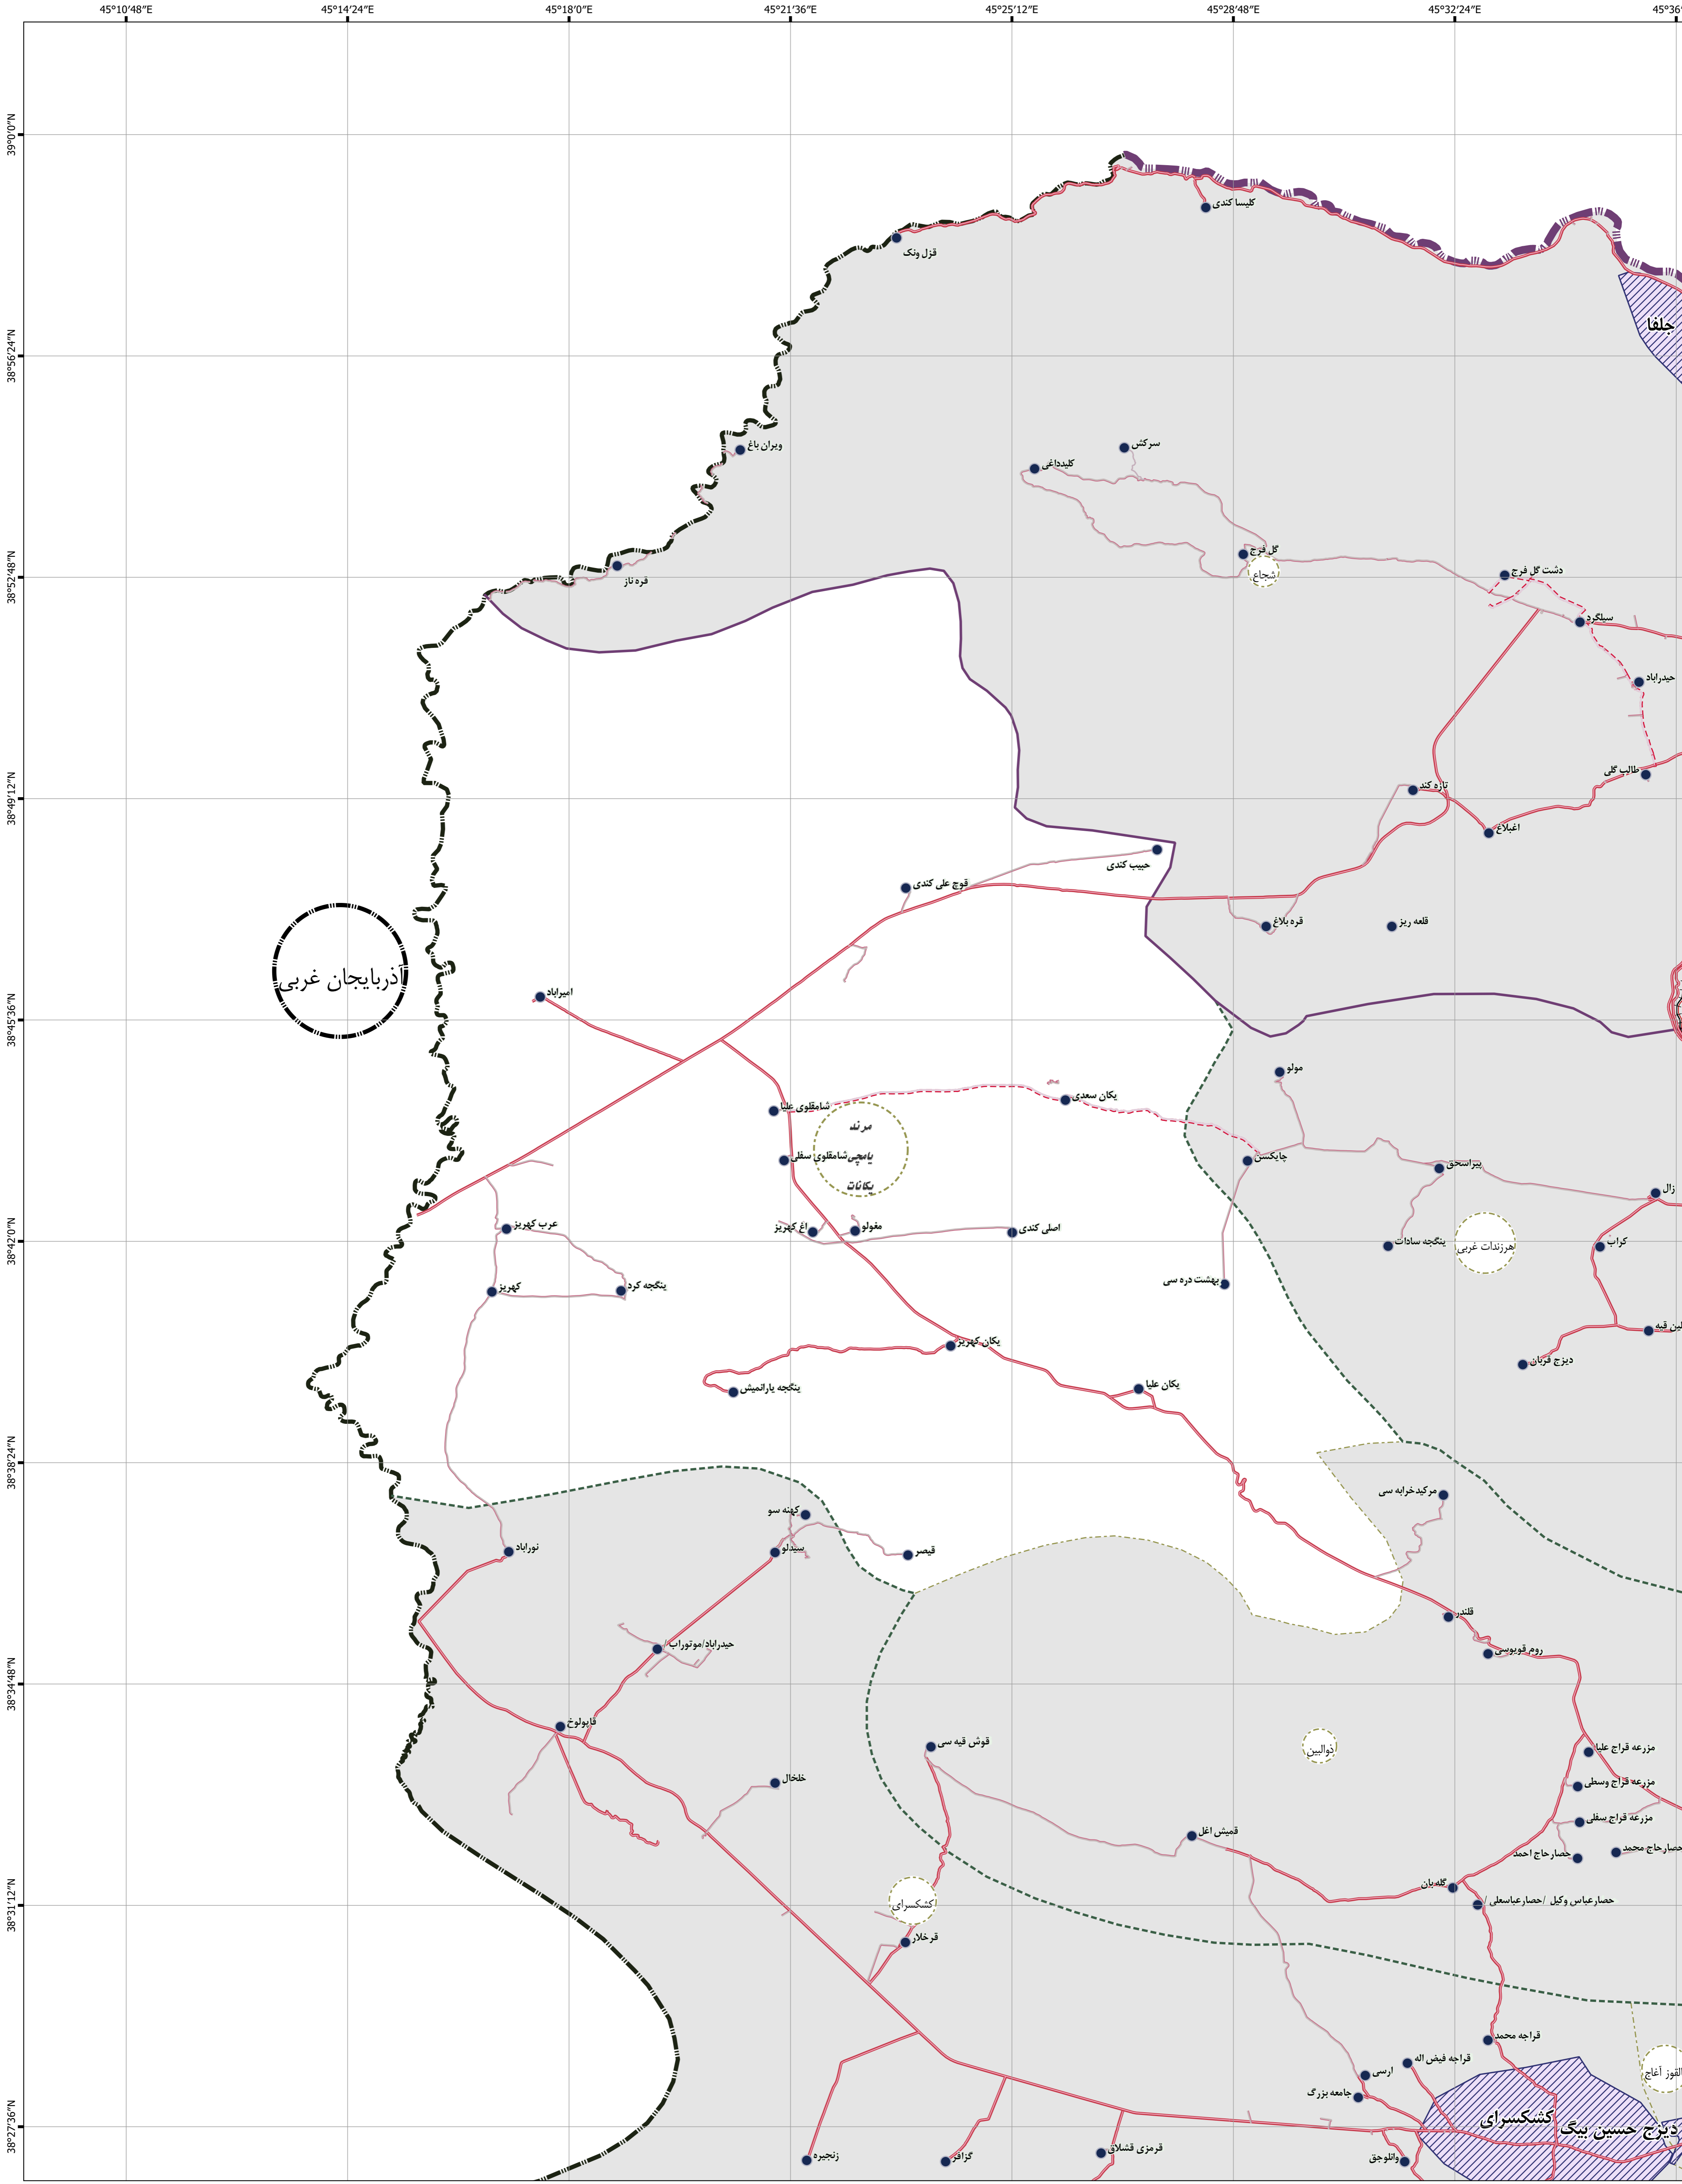 45°10'48"E
45°14'24"E
45°18'0"E
45°21'36"E
45°25'12"E
45°28'48"E
45°32'24"E
39°0'0"N
38°56'24"N
38°52'48"N
38°49'12"N
38°45'36"N
38°42'0"N
38°38'24"N
38°34'48"N
38°31'12"N
38°27'36"N
کلیسا کندی
قزل ونک
جلفا
ویران باغ
سرکش
کلیدداغی
گل فرج
شجاع
دشت گل فرج
قره ناز
سیلگرد
حیدراباد
طالب گلی
تازه کند
اغبلاغ
حبیب کندی
قوچ علی کندی
قره بلاغ
قلعه ریز
آذربایجان غربی
امیراباد
مولو
یکان سعدی
شامقلوی علیا
مرند
یامچی
یکانات
شامقلوی سفلی
چایکسن
پیراسحق
زال
عرب کهریز
اغ کهریز
مغولو
اصلی کندی
ینگجه سادات
هرزندات غربی
کراب
کهریز
ینگجه کرد
بهشت دره سی
یکان کهریز
دیزج قربان
ینگجه یارانمیش
یکان علیا
مرکیدخرابه سی
کهنه سو
نوراباد
سیدلو
قیصر
قلندر
حیدراباد/موتوراب
روم قویوسی
قاپولوخ
قوش قیه سی
ذوالبین
مزرعه قراج علیا
خلخال
مزرعه قراج وسطی
مزرعه قراج سفلی
قمیش اغل
حصارحاج احمد
حصارحاج محمد
گله بان
حصارعباس وکیل /حصارعباسعلی /
کشکسرای
قرخلار
قراجه محمد
قراجه فیض اله
ارسی
جامعه بزرگ
کشکسرای
دیزج حسین بیگ
زنجیره
گزافر
قرمزی قشلاق
وانلوجق